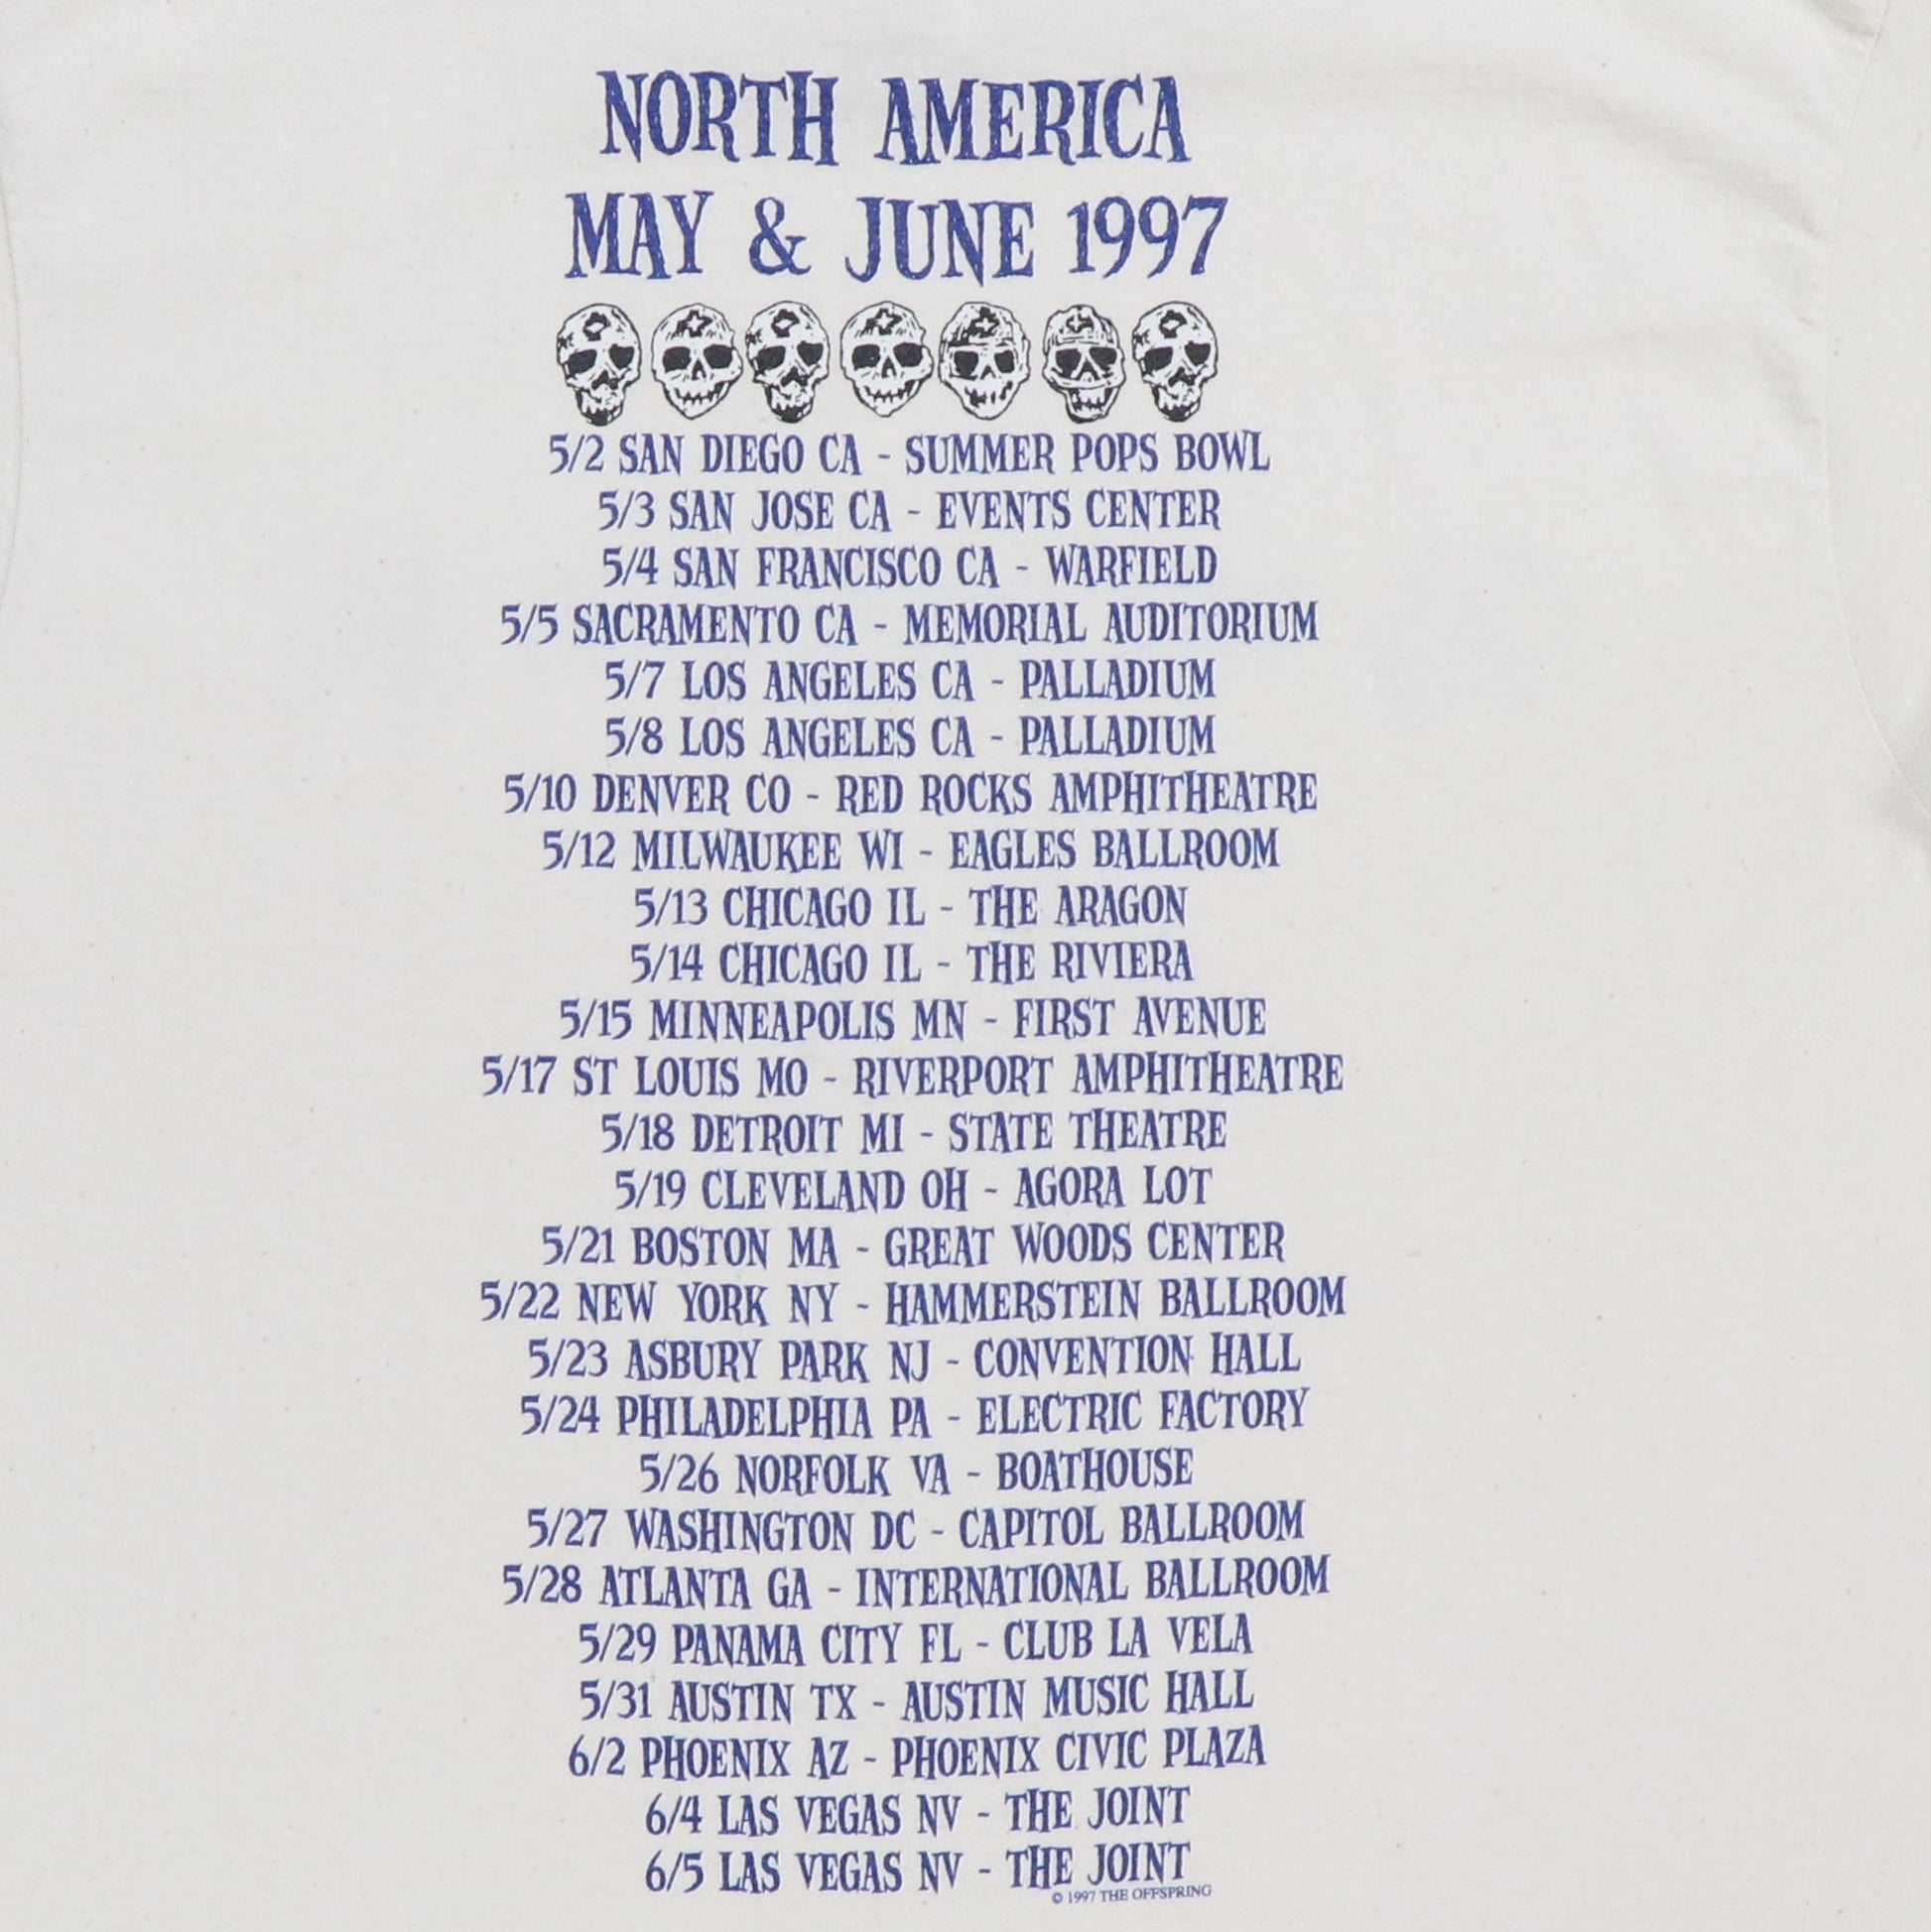 NORTH AMERICA
MAY & JUNE 1997
5/2 SAN DIEGO CA - SUMMER POPS BOWL
5/3 SAN JOSE CA - EVENTS CENTER
5/4 SAN FRANCISCO CA - WARFIELD
5/5 SACRAMENTO CA - MEMORIAL AUDITORIUM
5/7 LOS ANGELES CA - PALLADIUM
5/8 LOS ANGELES CA - PALLADIUM
5/10 DENVER CO - RED ROCKS AMPHITHEATRE
5/12 MILWAUKEE WI - EAGLES BALLROOM
5/13 CHICAGO IL - THE ARAGON
5/14 CHICAGO IL - THE RIVIERA
5/15 MINNEAPOLIS MN - FIRST AVENUE
5/17 ST LOUIS MO - RIVERPORT AMPHITHEATRE
5/18 DETROIT MI - STATE THEATRE
5/19 CLEVELAND OH - AGORA LOT
5/21 BOSTON MA - GREAT WOODS CENTER
5/22 NEW YORK NY - HAMMERSTEIN BALLROOM
5/23 ASBURY PARK NJ - CONVENTION HALL
5/24 PHILADELPHIA PA - ELECTRIC FACTORY
5/26 NORFOLK VA - BOATHOUSE
5/27 WASHINGTON DC - CAPITOL BALLROOM
5/28 ATLANTA GA - INTERNATIONAL BALLROOM
5/29 PANAMA CITY FL - CLUB LA VELA
5/31 AUSTIN TX - AUSTIN MUSIC HALL
6/2 PHOENIX AZ - PHOENIX CIVIC PLAZA
6/4 LAS VEGAS NV - THE JOINT
6/5 LAS VEGAS NV - THE JOINT
© 1997 THE OFFSPRING